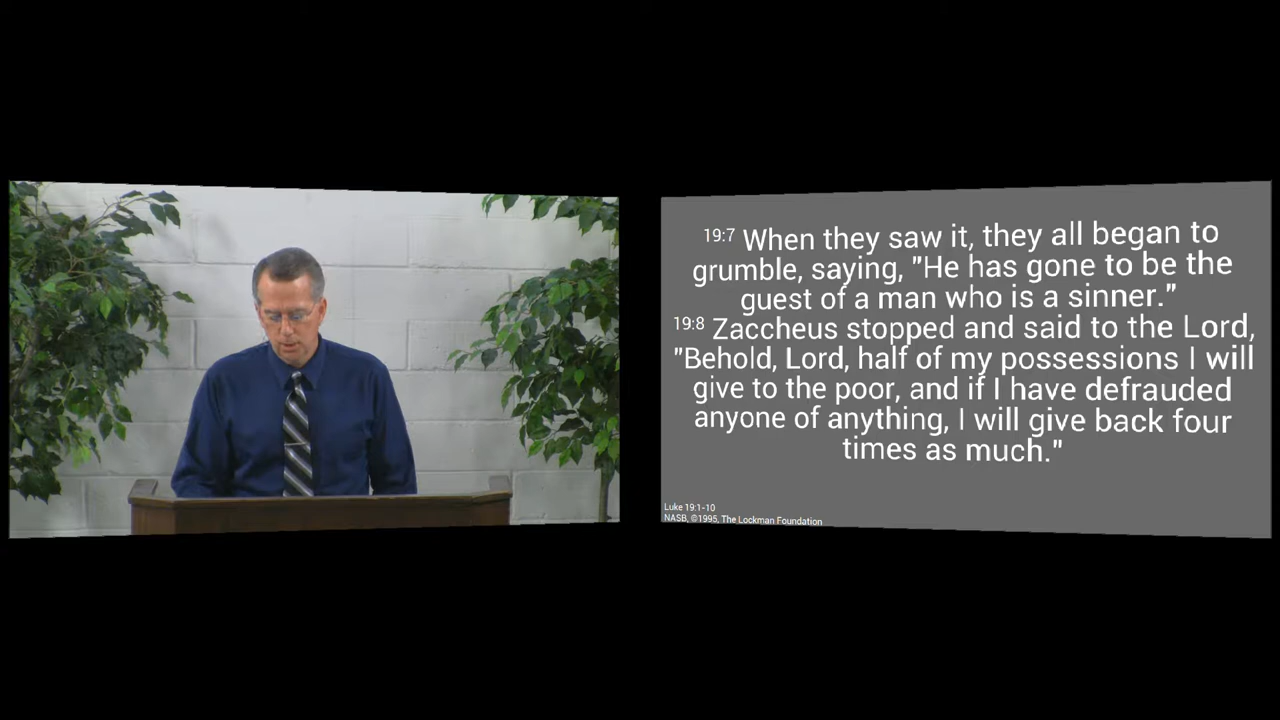 19:7 When they saw it, they all began to
grumble, saying, "He has gone to be the
guest of a man who is a sinner."
19:8 Zaccheus stopped and said to the Lord,
"Behold, Lord, half of my possessions I will
give to the poor, and if I have defrauded
anyone of anything, I will give back four
times as much."
Luke 19:1-10
NASB, ©1995, The Lockman Foundation